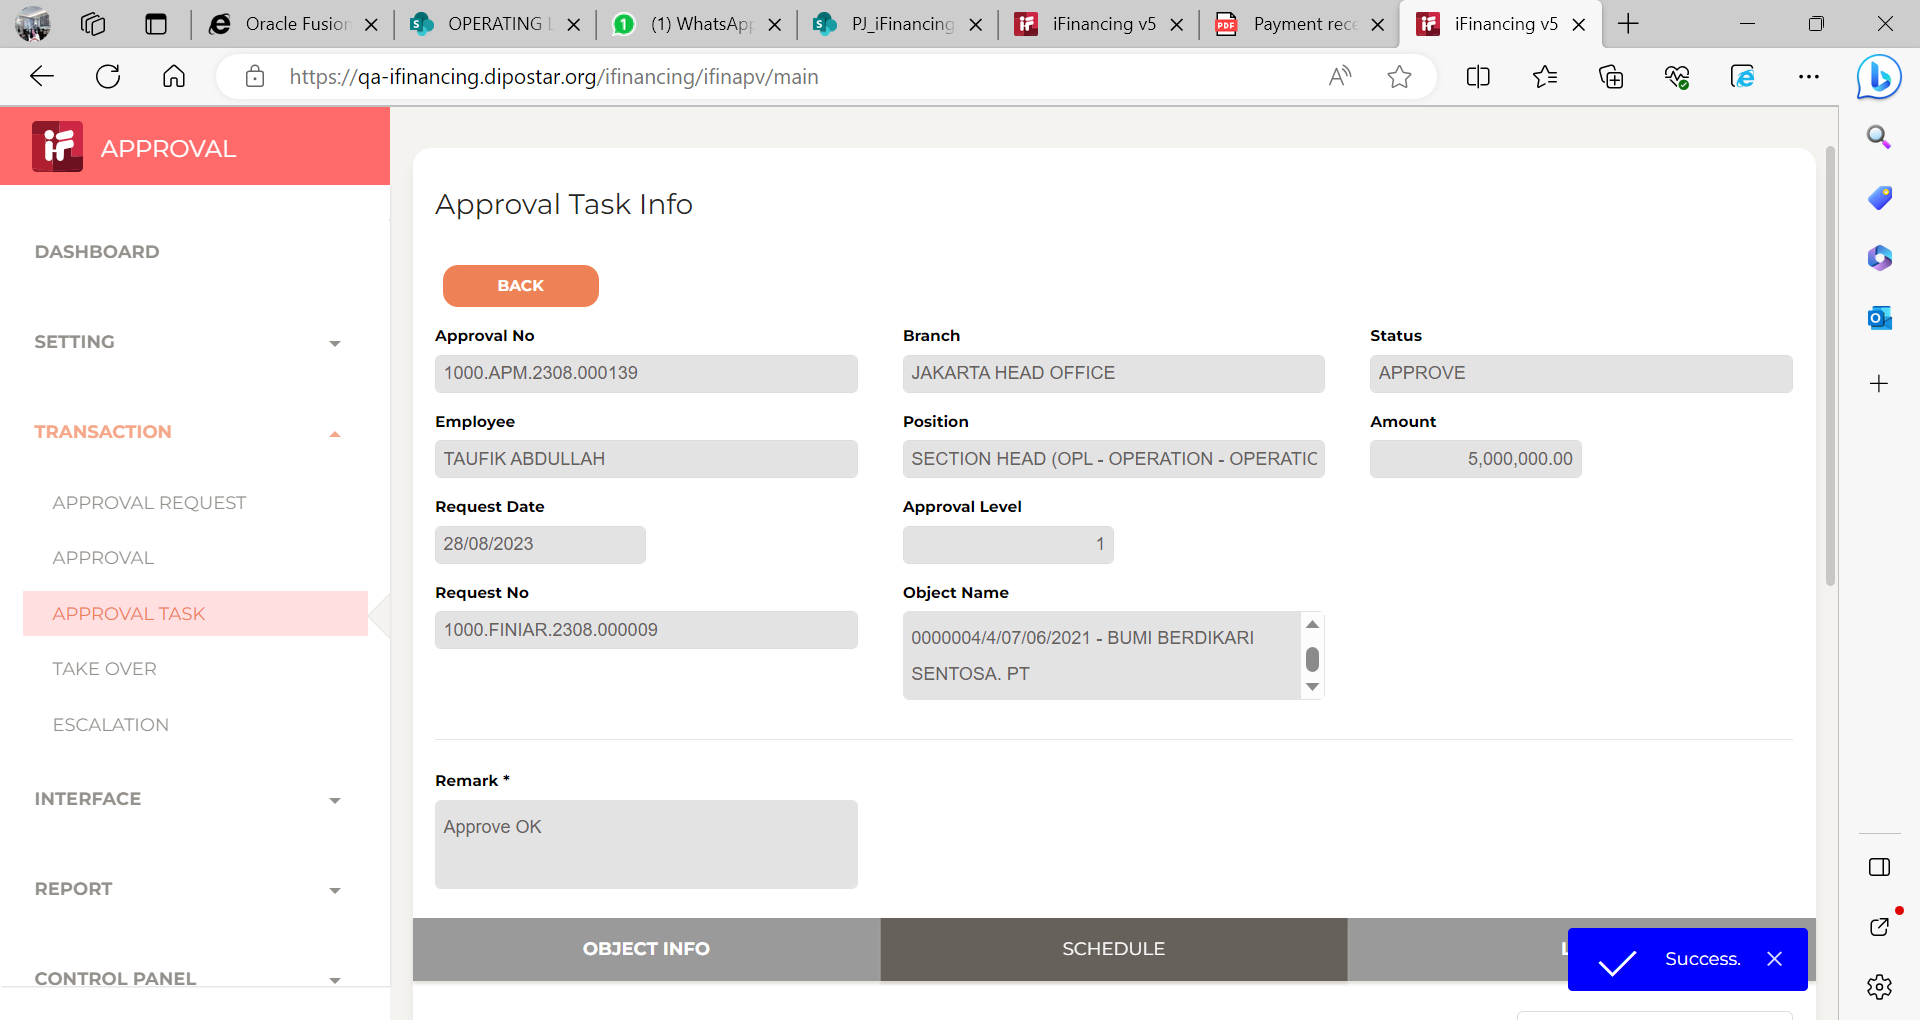 Oracle Fusion
OPERATING
(1) WhatsApp
PJ_iFinancing
iFinancing v5
Payment rece
iFinancing v5
https://qa-ifinancing.dipostar.org/ifinancing/ifinapv/main
iF APPROVAL
DASHBOARD
SETTING
TRANSACTION
APPROVAL REQUEST
APPROVAL
APPROVAL TASK
TAKE OVER
ESCALATION
INTERFACE
REPORT
CONTROL PANEL
Approval Task Info
BACK
Approval No
1000.APM.2308.000139
Branch
JAKARTA HEAD OFFICE
Status
APPROVE
Employee
TAUFIK ABDULLAH
Position
SECTION HEAD (OPL - OPERATION - OPERATIC
Amount
5,000,000.00
Request Date
28/08/2023
Approval Level
1
Request No
1000.FINIAR.2308.000009
Object Name
0000004/4/07/06/2021 - BUMI BERDIKARI
SENTOSA. PT
Remark *
Approve OK
OBJECT INFO
SCHEDULE
Success.